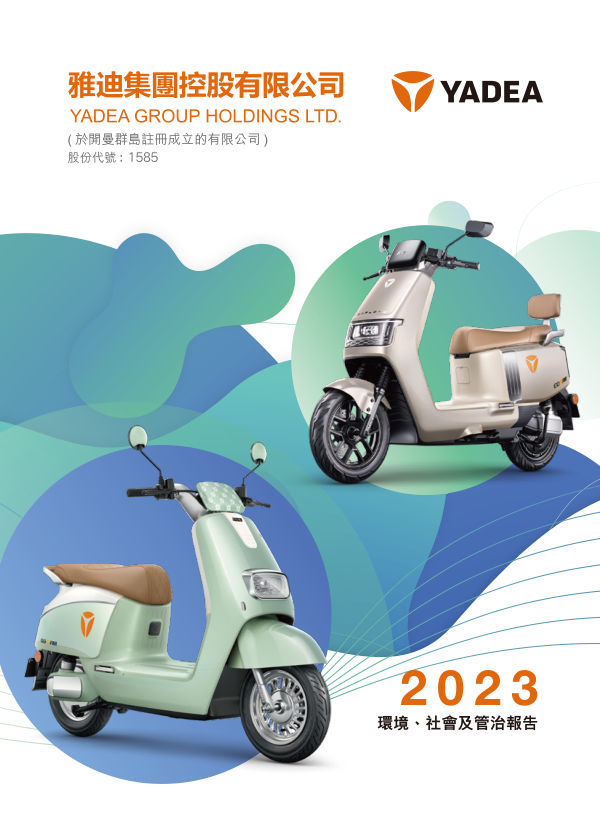 雅迪集團控股有限公司
YADEA GROUP HOLDINGS LTD.
(於開曼群島註冊成立的有限公司)
股份代號：1585
YADEA
2023
環境、社會及管治報告